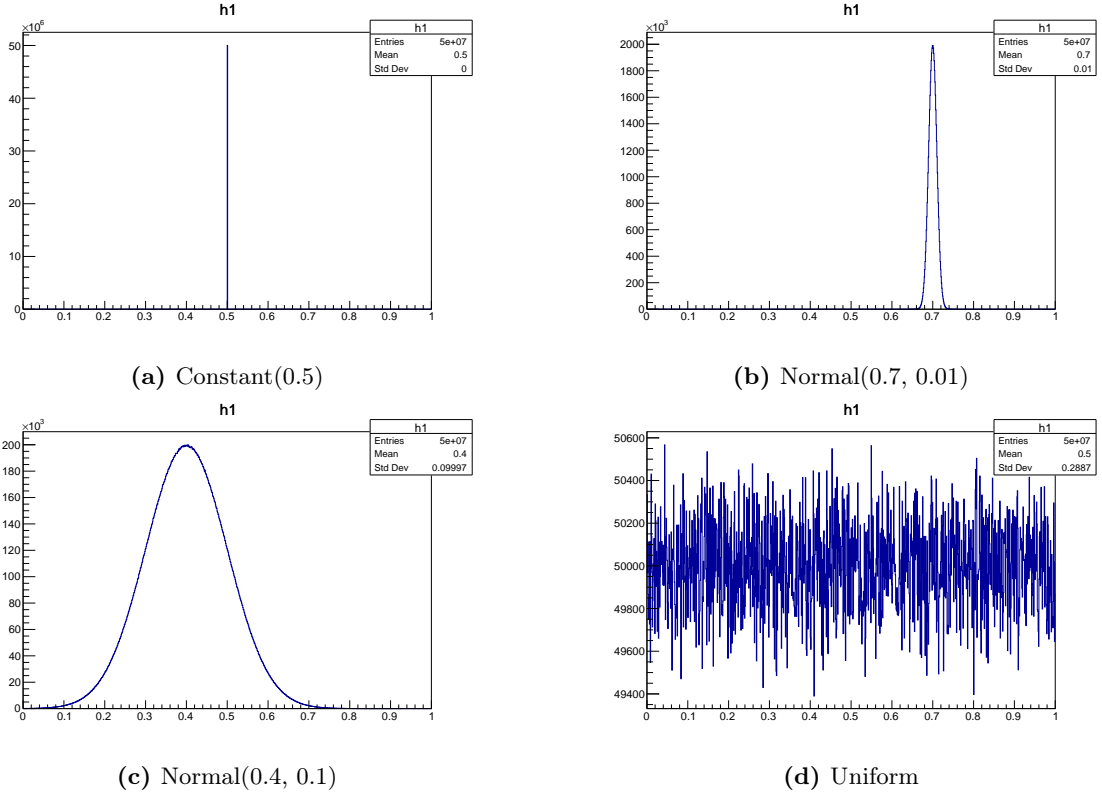 h1
×10⁶
h1
Entries 5e+07
Mean 0.5
Std Dev 0
50
40
30
20
10
0
0 0.1 0.2 0.3 0.4 0.5 0.6 0.7 0.8 0.9 1
(a) Constant(0.5)
h1
×10³
h1
Entries 5e+07
Mean 0.7
Std Dev 0.01
2000
1800
1600
1400
1200
1000
800
600
400
200
0
0 0.1 0.2 0.3 0.4 0.5 0.6 0.7 0.8 0.9 1
(b) Normal(0.7, 0.01)
h1
×10³
h1
Entries 5e+07
Mean 0.4
Std Dev 0.09997
200
180
160
140
120
100
80
60
40
20
0
0 0.1 0.2 0.3 0.4 0.5 0.6 0.7 0.8 0.9 1
(c) Normal(0.4, 0.1)
h1
h1
Entries 5e+07
Mean 0.5
Std Dev 0.2887
50600
50400
50200
50000
49800
49600
49400
0 0.1 0.2 0.3 0.4 0.5 0.6 0.7 0.8 0.9 1
(d) Uniform